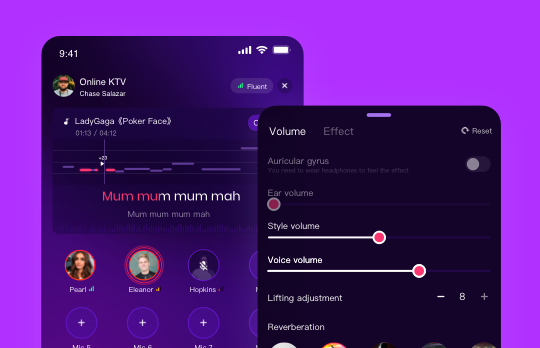 9:41
Online KTV
Chase Salazar
Fluent
LadyGaga 《Poker Face》
01:13 / 04:12
+23
Mum mum mum mah
Mum mum mum mah
Pearl
Eleanor
Hopkins
Mic 5
Mic 6
Mic 7
Volume
Effect
Reset
Auricular gyrus
You need to wear headphones to feel the effect
Ear volume
Style volume
Voice volume
Lifting adjustment
− 8 +
Reverberation